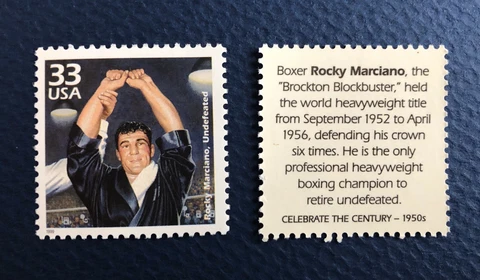 33
USA
Rocky Marciano, Undefeated
Boxer Rocky Marciano, the
"Brockton Blockbuster," held
the world heavyweight title
from September 1952 to April
1956, defending his crown
six times. He is the only
professional heavyweight
boxing champion to
retire undefeated.
CELEBRATE THE CENTURY – 1950s